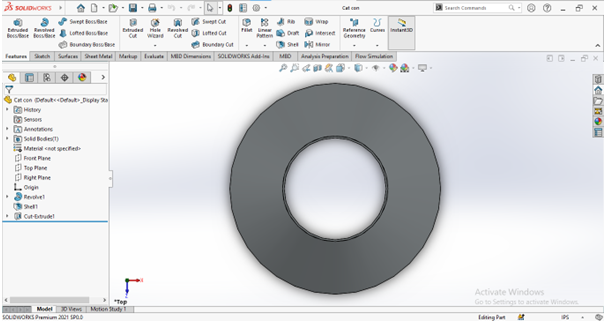 SOLIDWORKS
Cat con
Search Commands
Extruded Boss/Base
Revolved Boss/Base
Swept Boss/Base
Lofted Boss/Base
Boundary Boss/Base
Extruded Cut
Hole Wizard
Revolved Cut
Swept Cut
Lofted Cut
Boundary Cut
Fillet
Linear Pattern
Rib
Draft
Shell
Wrap
Intersect
Mirror
Reference Geometry
Curves
Instant3D
Features Sketch Surfaces Sheet Metal Markup Evaluate MBD Dimensions SOLIDWORKS Add-Ins MBD Analysis Preparation Flow Simulation
Cat con (Default<<Default>_Display Sta
History
Sensors
Annotations
Solid Bodies(1)
Material <not specified>
Front Plane
Top Plane
Right Plane
Origin
Revolve1
Shell1
Cut-Extrude1
*Top
Activate Windows
Go to Settings to activate Windows.
Model 3D Views Motion Study 1
SOLIDWORKS Premium 2021 SP0.0
Editing Part
IPS